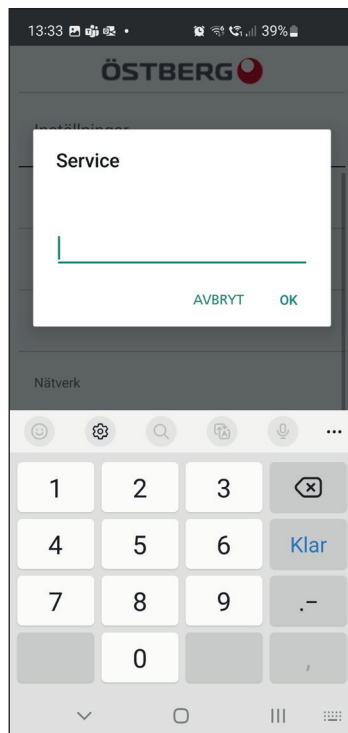 13:33 39%
ÖSTBERG
Inställningar
Service
AVBRYT OK
Nätverk
1 2 3
4 5 6 Klar
7 8 9 .–
0 ,